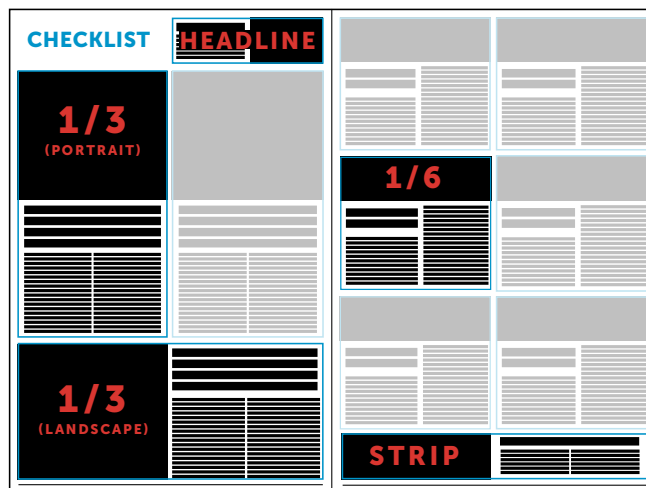 CHECKLIST
HEADLINE
1/3
(PORTRAIT)
1/3
(LANDSCAPE)
1/6
STRIP